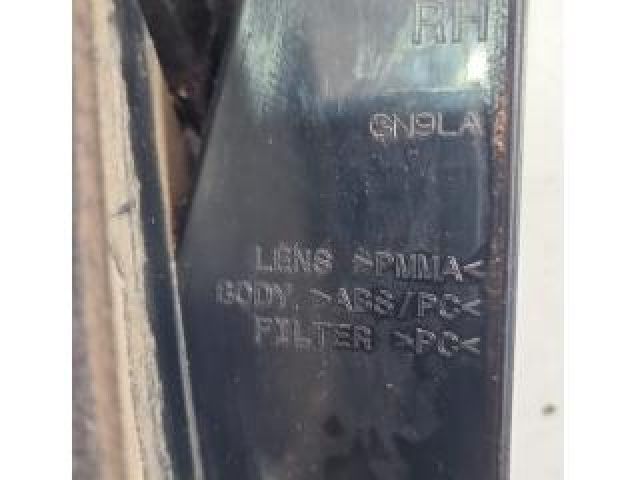 RH
GN9LA
LENS >PMMA<
BODY. >ABS/PC<
FILTER >PC<